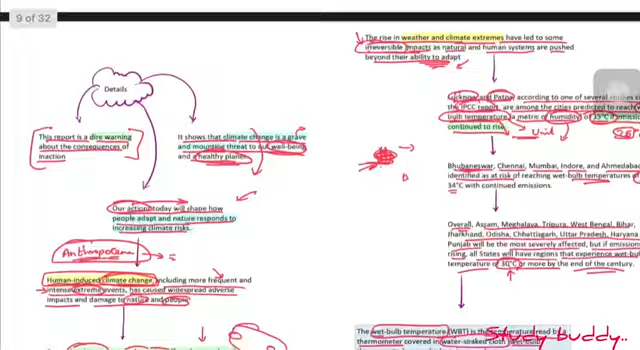 9 of 32
Details
This report is a dire warning
about the consequences of
inaction
It shows that climate change is a grave
and mounting threat to our well-being
and a healthy planet
Our action today will shape how
people adapt and nature responds to
increasing climate risks.
Anthropocene
Human-induced climate change, including more frequent and
intense extreme events, has caused widespread adverse
impacts and damage to nature and people
The rise in weather and climate extremes have led to some
irreversible impacts as natural and human systems are pushed
beyond their ability to adapt
Lucknow and Patna, according to one of several studies
the IPCC report, are among the cities predicted to reach
bulb temperature, a matric of humidity of 35°C if
continued to rise
Bhubaneswar, Chennai, Mumbai, Indore, and Ahmedabad
identified as at risk of reaching wet-bulb temperatures of
34°C with continued emissions.
Overall, Assam, Meghalaya, Tripura, West Bengal, Bihar,
Jharkhand, Odisha, Chhattisgarh, Uttar Pradesh, Haryana
Punjab will be the most severely affected, but if emission
rising, all States will have regions that experience wet-bulb
temperature of 30°C or more by the end of the century.
The wet-bulb temperature (WBT) is the temperature read by a
thermometer covered in water-soaked cloth
Study buddy..